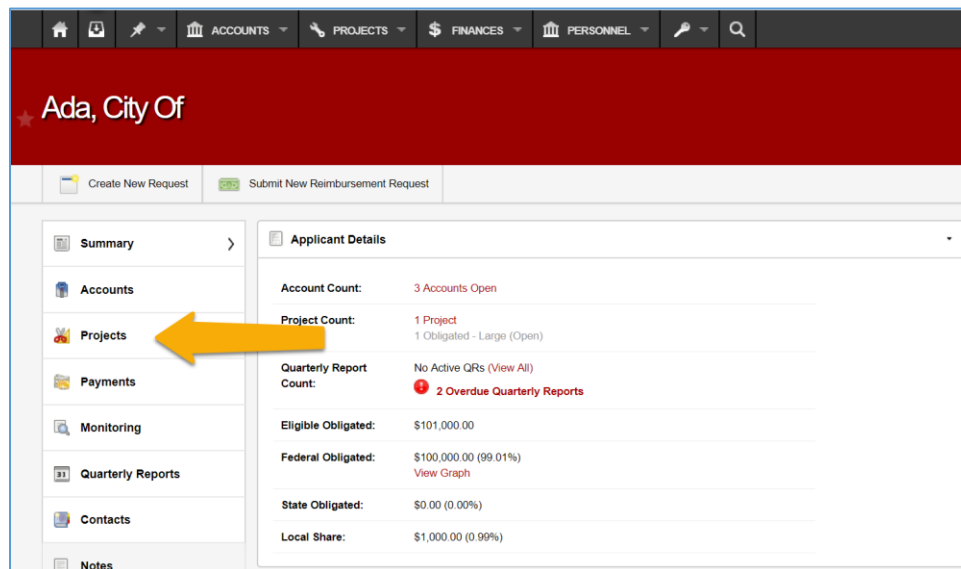 ACCOUNTS PROJECTS $ FINANCES PERSONNEL
Ada, City Of
Create New Request Submit New Reimbursement Request
Summary
Accounts
Projects
Payments
Monitoring
31 Quarterly Reports
Contacts
Notes
Applicant Details
Account Count: 3 Accounts Open
Project Count: 1 Project
1 Obligated - Large (Open)
Quarterly Report No Active QRs (View All)
Count: 2 Overdue Quarterly Reports
Eligible Obligated: $101,000.00
Federal Obligated: $100,000.00 (99.01%)
View Graph
State Obligated: $0.00 (0.00%)
Local Share: $1,000.00 (0.99%)